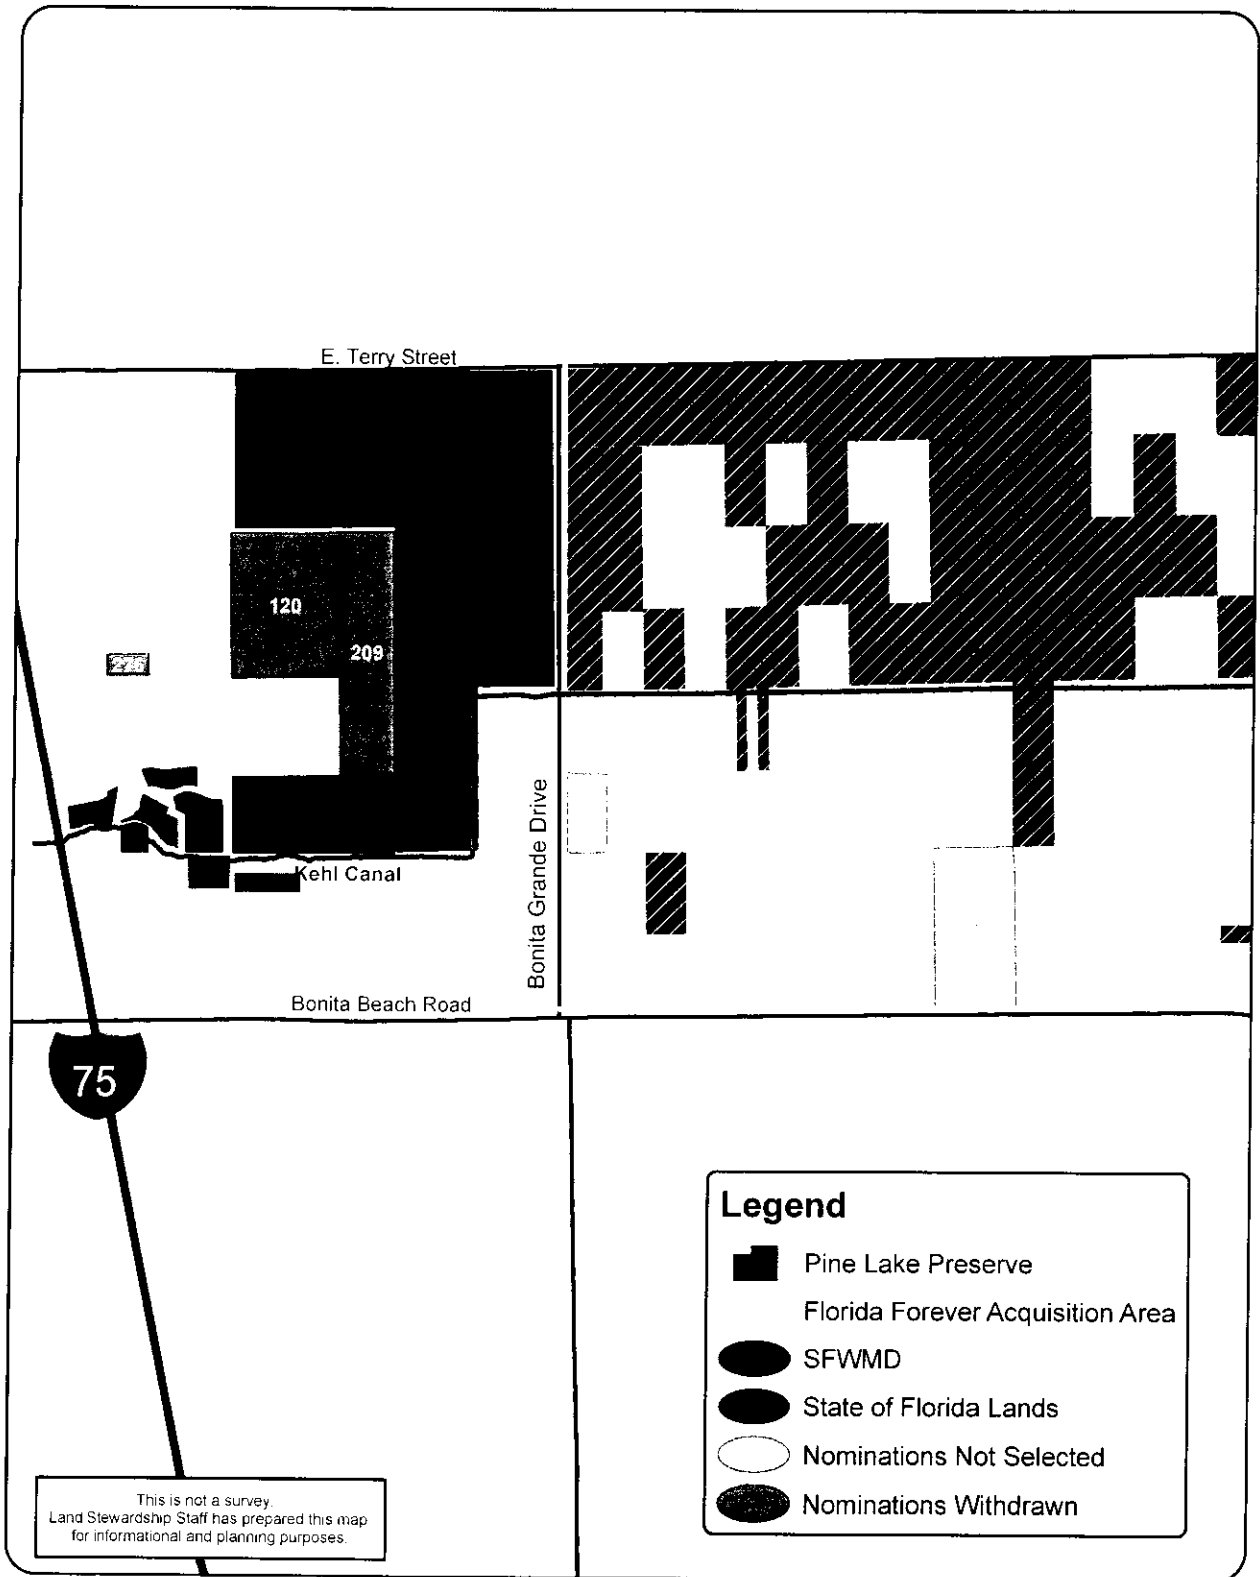 E. Terry Street
120
209
Bonita Grande Drive
Kehl Canal
Bonita Beach Road
75
Legend
Pine Lake Preserve
Florida Forever Acquisition Area
SFWMD
State of Florida Lands
Nominations Not Selected
Nominations Withdrawn
This is not a survey.
Land Stewardship Staff has prepared this map
for informational and planning purposes.